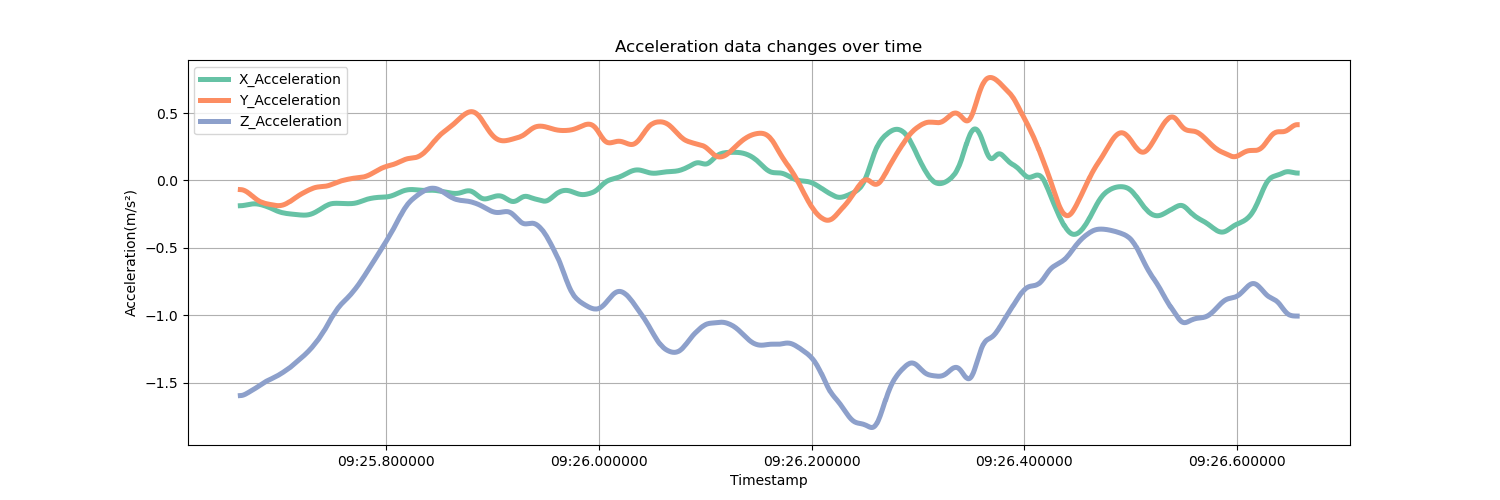 Acceleration data changes over time
X_Acceleration
Y_Acceleration
Z_Acceleration
Acceleration(m/s²)
0.5
0.0
−0.5
−1.0
−1.5
09:25.800000
09:26.000000
09:26.200000
09:26.400000
09:26.600000
Timestamp